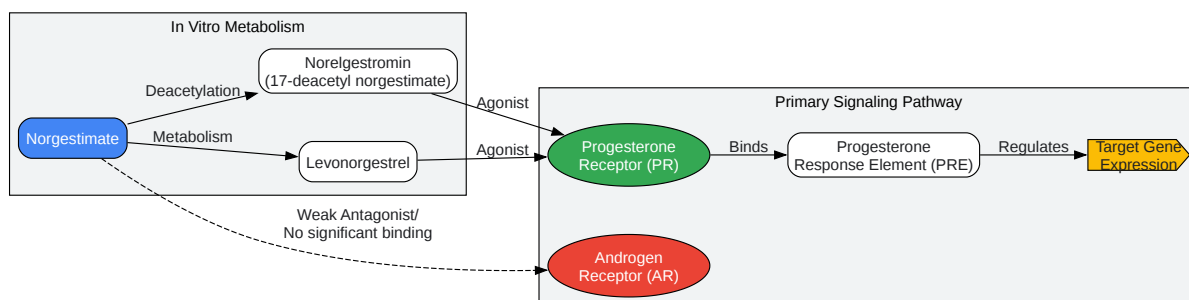 In Vitro Metabolism
Norelgestromin
(17-deacetyl norgestimate)
Deacetylation
Norgestimate
Metabolism
Levonorgestrel
Agonist
Agonist
Weak Antagonist/
No significant binding
Primary Signaling Pathway
Progesterone
Receptor (PR)
Binds
Progesterone
Response Element (PRE)
Regulates
Target Gene
Expression
Androgen
Receptor (AR)